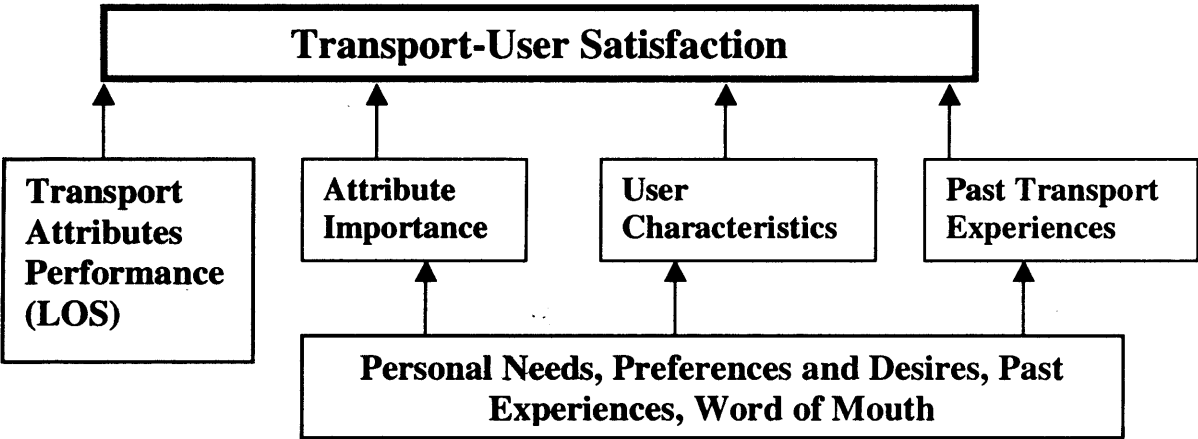 Transport-User Satisfaction
Transport
Attributes
Performance
(LOS)
Attribute
Importance
User
Characteristics
Past Transport
Experiences
Personal Needs, Preferences and Desires, Past
Experiences, Word of Mouth